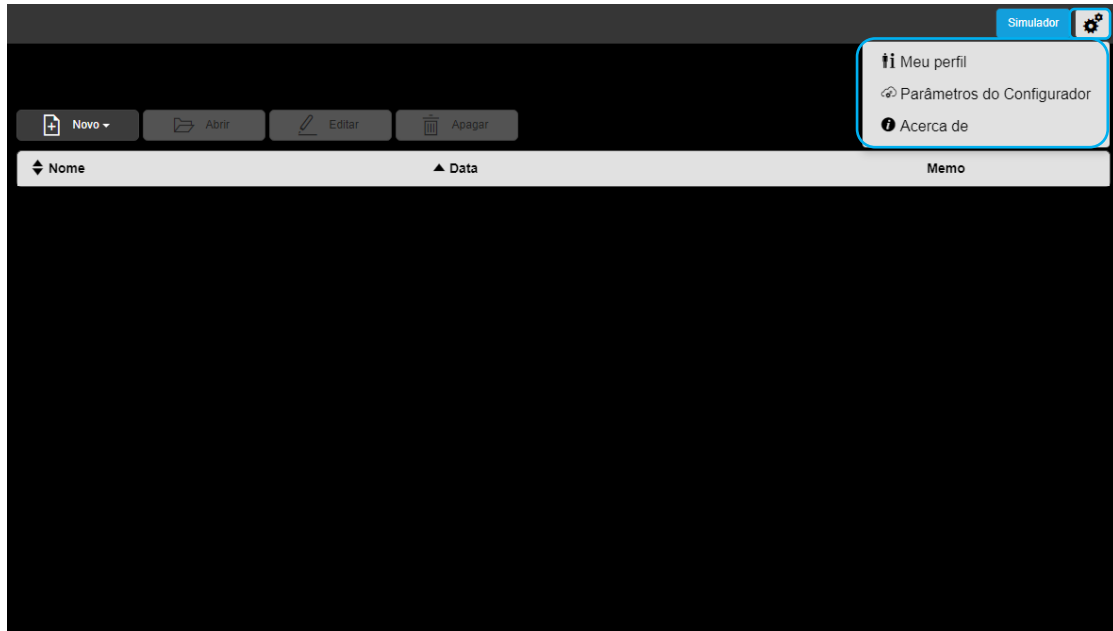 Simulador
Meu perfil
Parâmetros do Configurador
Acerca de
Novo Abrir Editar Apagar
Nome Data Memo